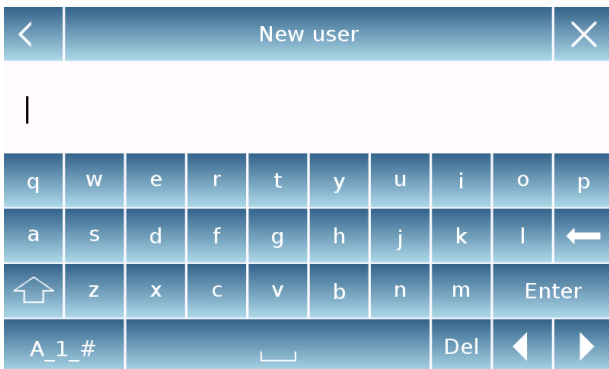 New user
q w e r t y u i o p
a s d f g h j k l
z x c v b n m Enter
A_1_# Del